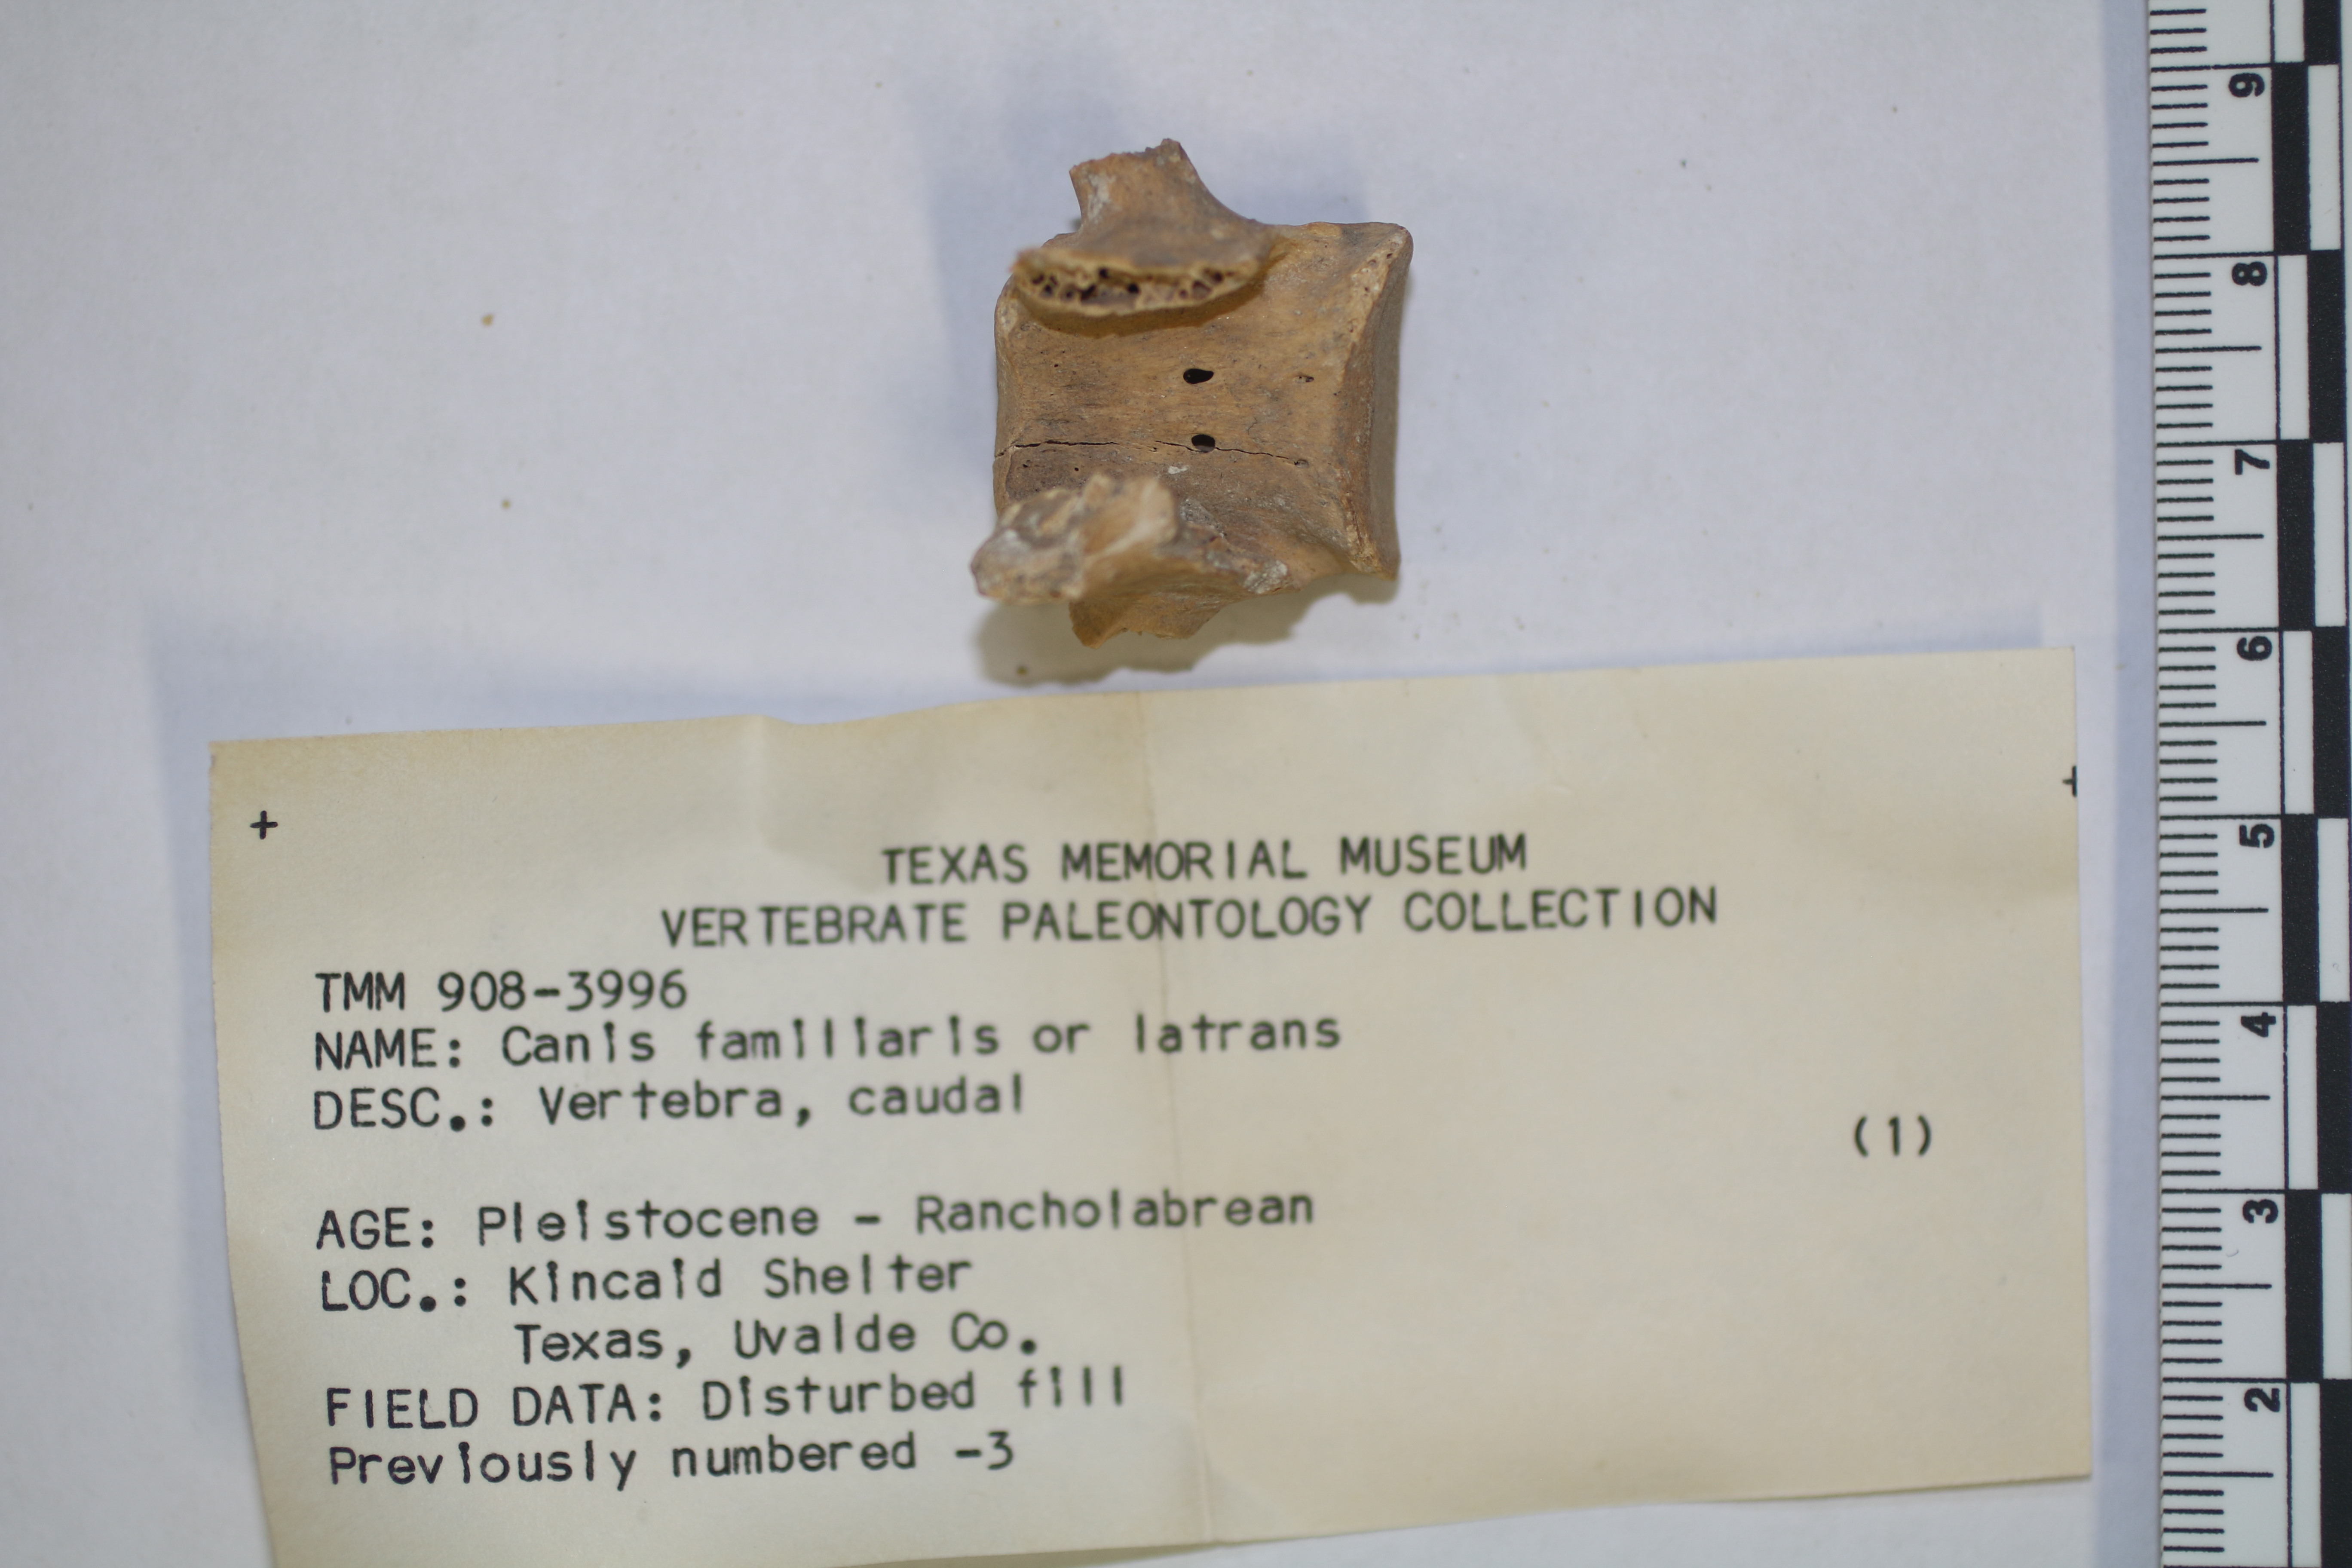 TEXAS MEMORIAL MUSEUM
VERTEBRATE PALEONTOLOGY COLLECTION
TMM 908-3996
NAME: Canis familiaris or latrans
DESC.: Vertebra, caudal
(1)
AGE: Pleistocene - Rancholabrean
LOC.: Kincaid Shelter
Texas, Uvalde Co.
FIELD DATA: Disturbed fill
Previously numbered -3
9
8
7
6
5
4
3
2